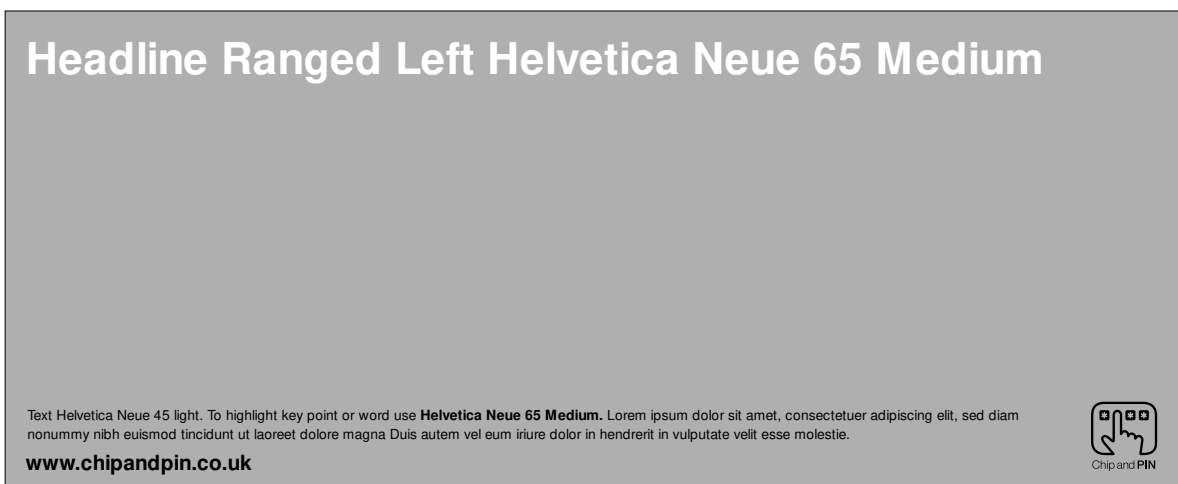 Headline Ranged Left Helvetica Neue 65 Medium
Text Helvetica Neue 45 light. To highlight key point or word use Helvetica Neue 65 Medium. Lorem ipsum dolor sit amet, consectetuer adipiscing elit, sed diam
nonummy nibh euismod tincidunt ut laoreet dolore magna Duis autem vel eum iriure dolor in hendrerit in vulputate velit esse molestie.
www.chipandpin.co.uk
Chip and PIN